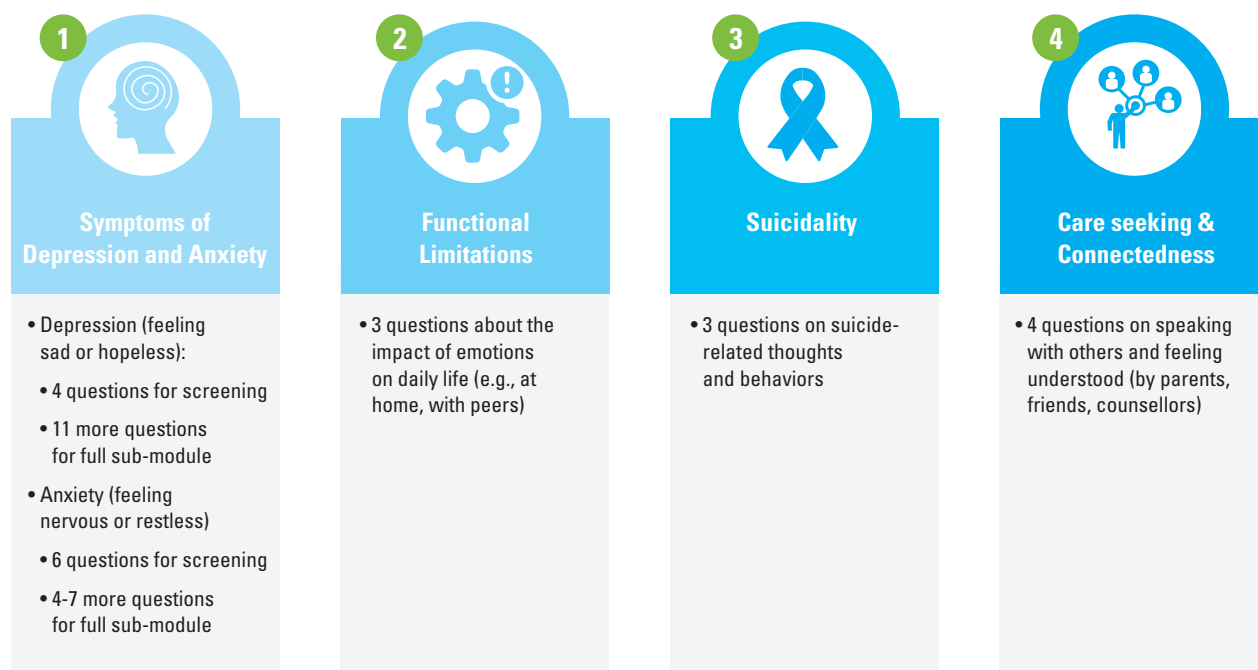 1
Symptoms of
Depression and Anxiety
• Depression (feeling
sad or hopeless):
• 4 questions for screening
• 11 more questions
for full sub-module
• Anxiety (feeling
nervous or restless)
• 6 questions for screening
• 4-7 more questions
for full sub-module
2
!
Functional
Limitations
• 3 questions about the
impact of emotions
on daily life (e.g., at
home, with peers)
3
Suicidality
• 3 questions on suicide-
related thoughts
and behaviors
4
Care seeking &
Connectedness
• 4 questions on speaking
with others and feeling
understood (by parents,
friends, counsellors)